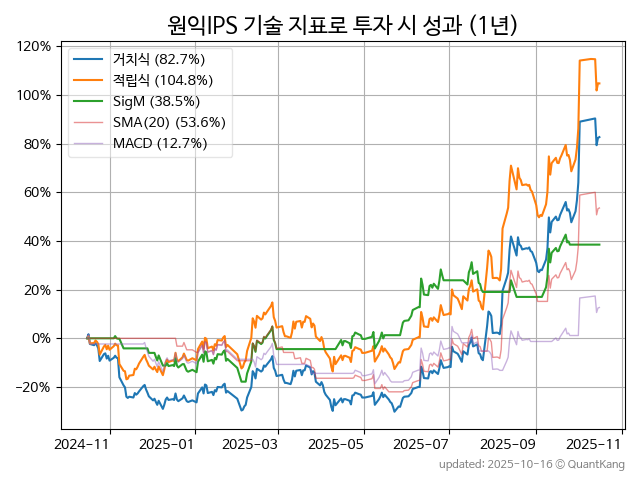 원익IPS 기술 지표로 투자 시 성과 (1년)
120%
100%
80%
60%
40%
20%
0%
−20%
거치식 (82.7%)
적립식 (104.8%)
SigM (38.5%)
SMA(20) (53.6%)
MACD (12.7%)
2024-11
2025-01
2025-03
2025-05
2025-07
2025-09
2025-11
updated: 2025-10-16 © QuantKang